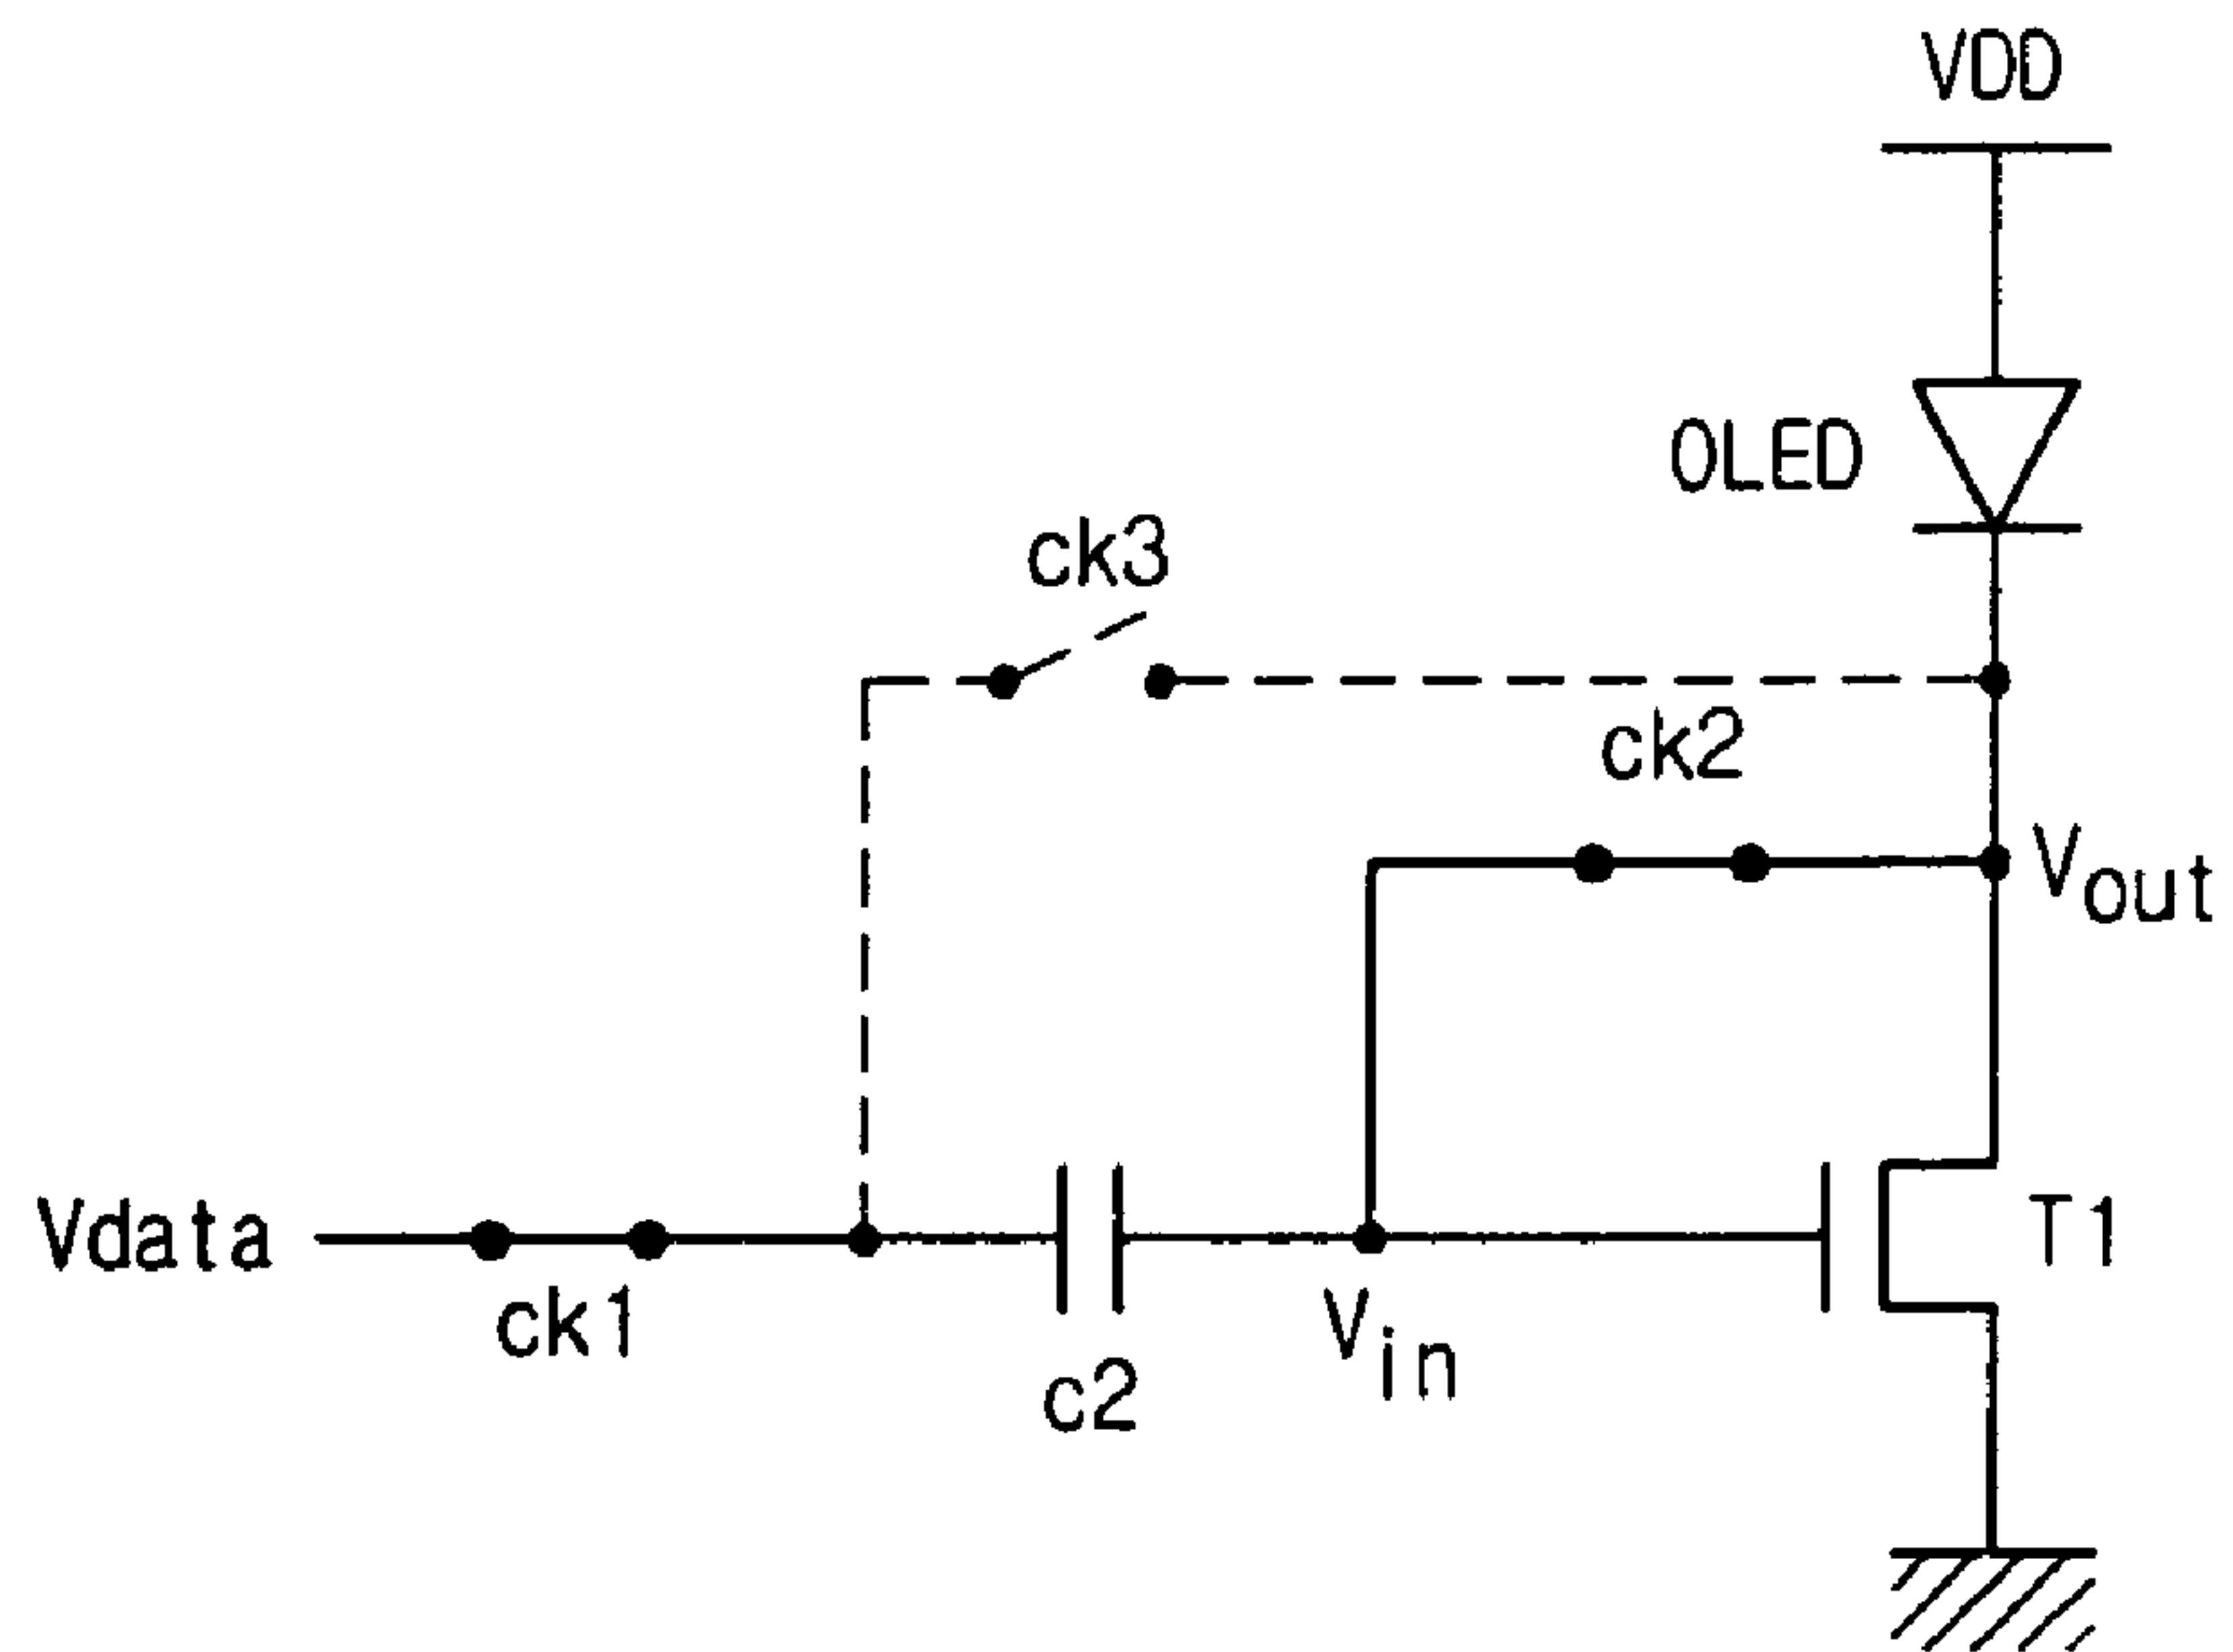 VDD
OLED
ck3
ck2
Vout
Vdata
T1
ck1
Vin
c2